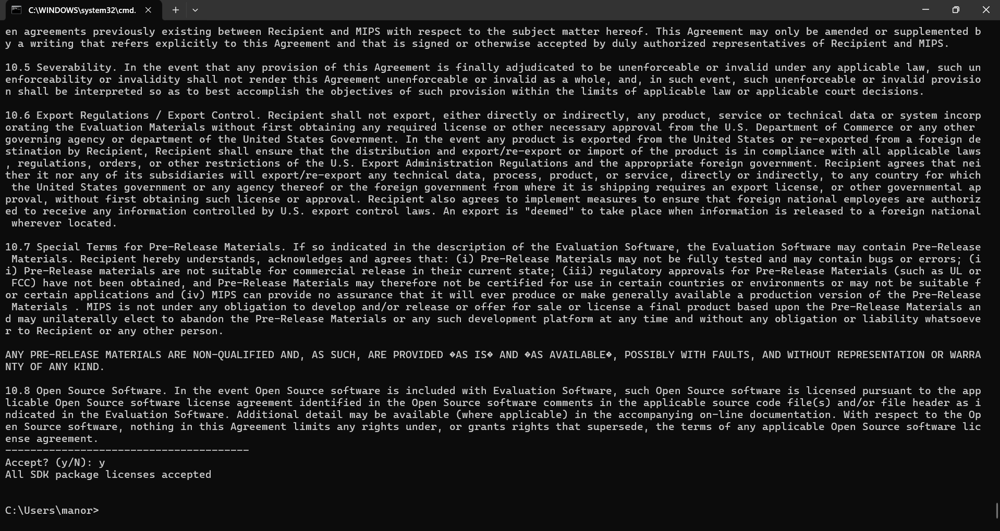 C:\WINDOWS\system32\cmd.
en agreements previously existing between Recipient and MIPS with respect to the subject matter hereof. This Agreement may only be amended or supplemented b
y a writing that refers explicitly to this Agreement and that is signed or otherwise accepted by duly authorized representatives of Recipient and MIPS.
10.5 Severability. In the event that any provision of this Agreement is finally adjudicated to be unenforceable or invalid under any applicable law, such un
enforceability or invalidity shall not render this Agreement unenforceable or invalid as a whole, and, in such event, such unenforceable or invalid provisio
n shall be interpreted so as to best accomplish the objectives of such provision within the limits of applicable law or applicable court decisions.
10.6 Export Regulations / Export Control. Recipient shall not export, either directly or indirectly, any product, service or technical data or system incorp
orating the Evaluation Materials without first obtaining any required license or other necessary approval from the U.S. Department of Commerce or any other
governing agency or department of the United States Government. In the event any product is exported from the United States or re-exported from a foreign de
stination by Recipient, Recipient shall ensure that the distribution and export/re-export or import of the product is in compliance with all applicable laws
, regulations, orders, or other restrictions of the U.S. Export Administration Regulations and the appropriate foreign government. Recipient agrees that nei
ther it nor any of its subsidiaries will export/re-export any technical data, process, product, or service, directly or indirectly, to any country for which
the United States government or any agency thereof or the foreign government from where it is shipping requires an export license, or other governmental ap
proval, without first obtaining such license or approval. Recipient also agrees to implement measures to ensure that foreign national employees are authoriz
ed to receive any information controlled by U.S. export control laws. An export is "deemed" to take place when information is released to a foreign national
wherever located.
10.7 Special Terms for Pre-Release Materials. If so indicated in the description of the Evaluation Software, the Evaluation Software may contain Pre-Release
Materials. Recipient hereby understands, acknowledges and agrees that: (i) Pre-Release Materials may not be fully tested and may contain bugs or errors; (i
i) Pre-Release materials are not suitable for commercial release in their current state; (iii) regulatory approvals for Pre-Release Materials (such as UL or
FCC) have not been obtained, and Pre-Release Materials may therefore not be certified for use in certain countries or environments or may not be suitable f
or certain applications and (iv) MIPS can provide no assurance that it will ever produce or make generally available a production version of the Pre-Release
Materials . MIPS is not under any obligation to develop and/or release or offer for sale or license a final product based upon the Pre-Release Materials an
d may unilaterally elect to abandon the Pre-Release Materials or any such development platform at any time and without any obligation or liability whatsoeve
r to Recipient or any other person.
ANY PRE-RELEASE MATERIALS ARE NON-QUALIFIED AND, AS SUCH, ARE PROVIDED �AS IS� AND �AS AVAILABLE�, POSSIBLY WITH FAULTS, AND WITHOUT REPRESENTATION OR WARRA
NTY OF ANY KIND.
10.8 Open Source Software. In the event Open Source software is included with Evaluation Software, such Open Source software is licensed pursuant to the app
licable Open Source software license agreement identified in the Open Source software comments in the applicable source code file(s) and/or file header as i
ndicated in the Evaluation Software. Additional detail may be available (where applicable) in the accompanying on-line documentation. With respect to the Op
en Source software, nothing in this Agreement limits any rights under, or grants rights that supersede, the terms of any applicable Open Source software lic
ense agreement.
---------------------------------------
Accept? (y/N): y
All SDK package licenses accepted
C:\Users\manor>